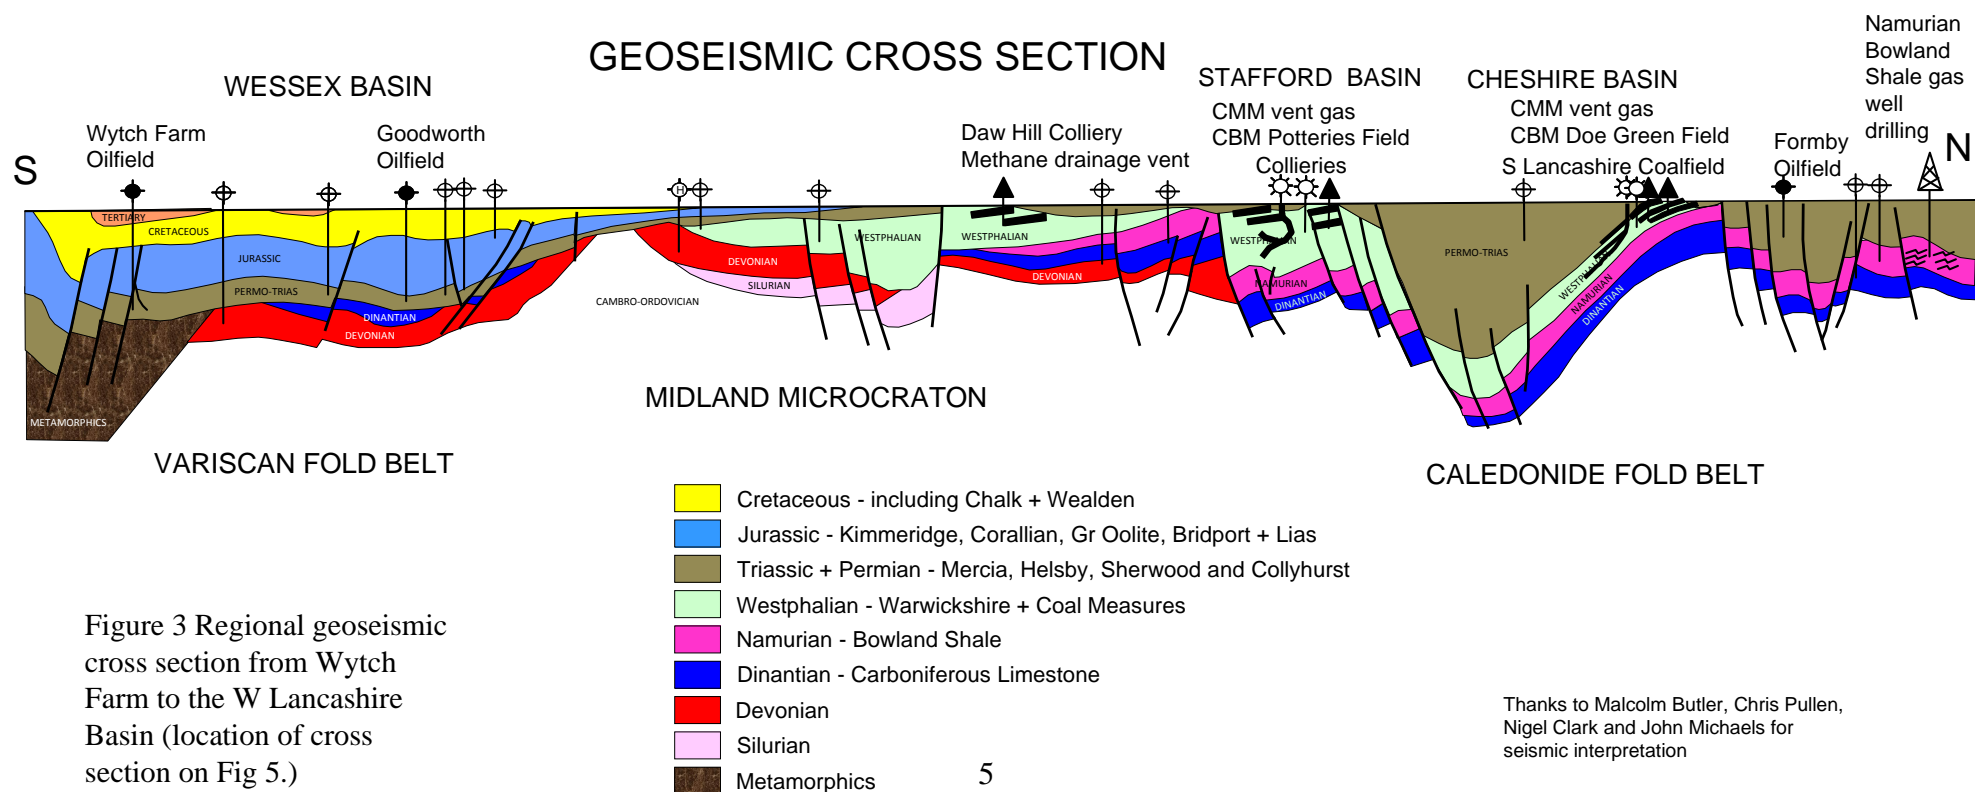 GEOSEISMIC CROSS SECTION
Namurian
Bowland
Shale gas
well
drilling
WESSEX BASIN
STAFFORD BASIN
CMM vent gas
CBM Potteries Field
Collieries
CHESHIRE BASIN
CMM vent gas
CBM Doe Green Field
S Lancashire Coalfield
Wytch Farm
Oilfield
Goodworth
Oilfield
Daw Hill Colliery
Methane drainage vent
Formby
Oilfield
S
N
H
TERTIARY
CRETACEOUS
JURASSIC
PERMO-TRIAS
DINANTIAN
DEVONIAN
METAMORPHICS
CAMBRO-ORDOVICIAN
DEVONIAN
SILURIAN
WESTPHALIAN
WESTPHALIAN
DEVONIAN
WESTPHALIAN
NAMURIAN
DINANTIAN
PERMO-TRIAS
WESTPHALIAN
NAMURIAN
DINANTIAN
MIDLAND MICROCRATON
VARISCAN FOLD BELT
CALEDONIDE FOLD BELT
Cretaceous - including Chalk + Wealden
Jurassic - Kimmeridge, Corallian, Gr Oolite, Bridport + Lias
Triassic + Permian - Mercia, Helsby, Sherwood and Collyhurst
Westphalian - Warwickshire + Coal Measures
Namurian - Bowland Shale
Dinantian - Carboniferous Limestone
Devonian
Silurian
Metamorphics
Figure 3 Regional geoseismic
cross section from Wytch
Farm to the W Lancashire
Basin (location of cross
section on Fig 5.)
Thanks to Malcolm Butler, Chris Pullen,
Nigel Clark and John Michaels for
seismic interpretation
5